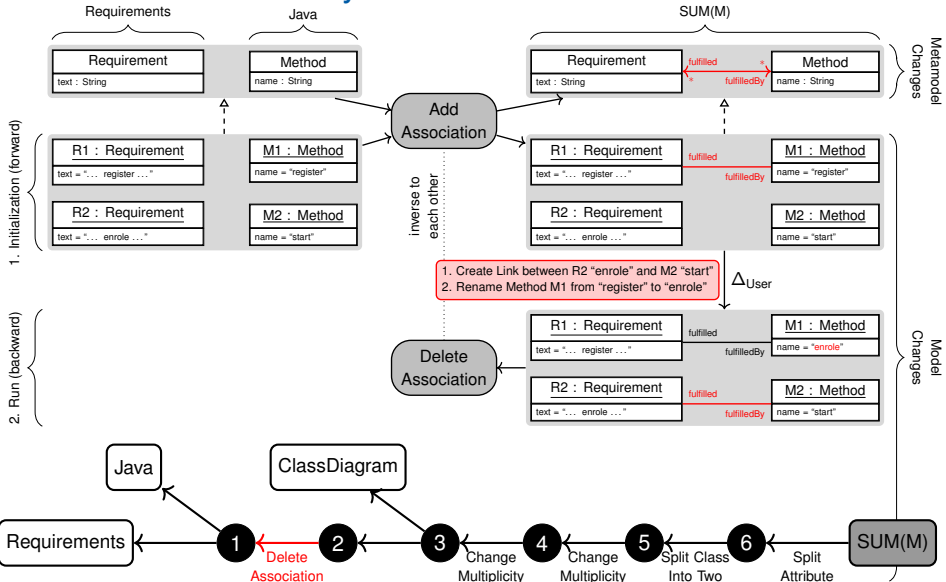 Requirements
Java
SUM(M)
Requirement
text : String
Method
name : String
Requirement
text : String
fulfilled
*
*
fulfilledBy
Method
name : String
Metamodel
Changes
Add
Association
1. Initialization (forward)
R1 : Requirement
text = “... register ...”
M1 : Method
name = “register”
R2 : Requirement
text = “... enrole ...”
M2 : Method
name = “start”
R1 : Requirement
text = “... register ...”
fulfilled
fulfilledBy
M1 : Method
name = “register”
R2 : Requirement
text = “... enrole ...”
M2 : Method
name = “start”
inverse to
each other
1. Create Link between R2 “enrole” and M2 “start”
2. Rename Method M1 from “register” to “enrole”
ΔUser
2. Run (backward)
Delete
Association
R1 : Requirement
text = “... register ...”
fulfilled
fulfilledBy
M1 : Method
name = “enrole”
R2 : Requirement
text = “... enrole ...”
fulfilled
fulfilledBy
M2 : Method
name = “start”
Model
Changes
Java
ClassDiagram
Requirements
1
Delete
Association
2
3
Change
Multiplicity
4
Change
Multiplicity
5
Split Class
Into Two
6
Split
Attribute
SUM(M)